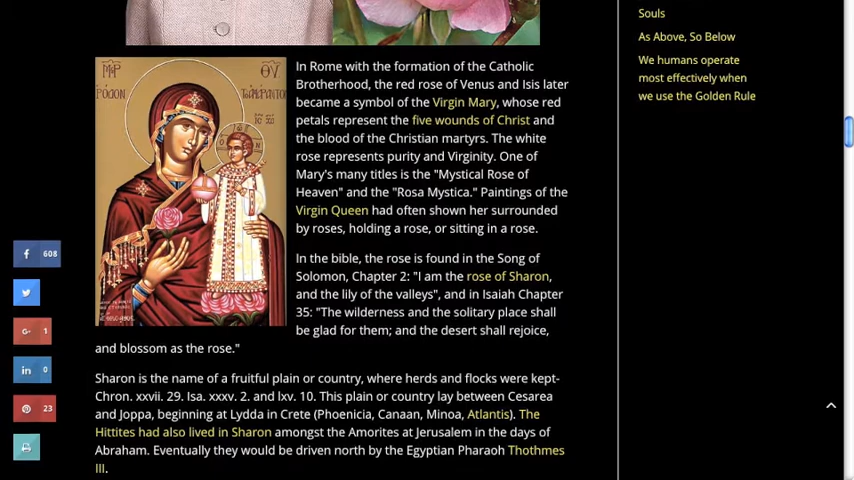 Souls
As Above, So Below
We humans operate
most effectively when
we use the Golden Rule
In Rome with the formation of the Catholic
Brotherhood, the red rose of Venus and Isis later
became a symbol of the Virgin Mary, whose red
petals represent the five wounds of Christ and
the blood of the Christian martyrs. The white
rose represents purity and Virginity. One of
Mary's many titles is the "Mystical Rose of
Heaven" and the "Rosa Mystica." Paintings of the
Virgin Queen had often shown her surrounded
by roses, holding a rose, or sitting in a rose.
In the bible, the rose is found in the Song of
Solomon, Chapter 2: "I am the rose of Sharon,
and the lily of the valleys", and in Isaiah Chapter
35: "The wilderness and the solitary place shall
be glad for them; and the desert shall rejoice,
and blossom as the rose."
Sharon is the name of a fruitful plain or country, where herds and flocks were kept-
Chron. xxvii. 29. Isa. xxxv. 2. and lxv. 10. This plain or country lay between Cesarea
and Joppa, beginning at Lydda in Crete (Phoenicia, Canaan, Minoa, Atlantis). The
Hittites had also lived in Sharon amongst the Amorites at Jerusalem in the days of
Abraham. Eventually they would be driven north by the Egyptian Pharaoh Thothmes
III.
608
G+ 1
in 0
23